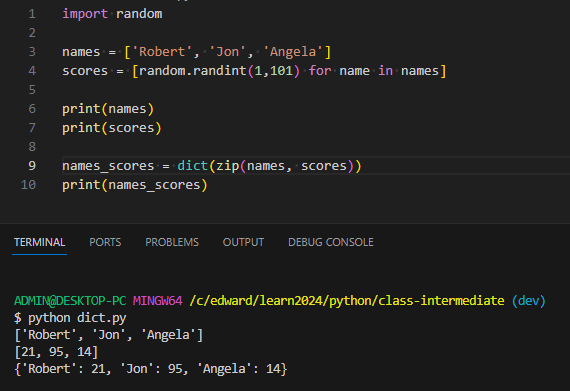 1 import random
2
3 names = ['Robert', 'Jon', 'Angela']
4 scores = [random.randint(1,101) for name in names]
5
6 print(names)
7 print(scores)
8
9 names_scores = dict(zip(names, scores))
10 print(names_scores)
TERMINAL PORTS PROBLEMS OUTPUT DEBUG CONSOLE
ADMIN@DESKTOP-PC MINGW64 /c/edward/learn2024/python/class-intermediate (dev)
$ python dict.py
['Robert', 'Jon', 'Angela']
[21, 95, 14]
{'Robert': 21, 'Jon': 95, 'Angela': 14}